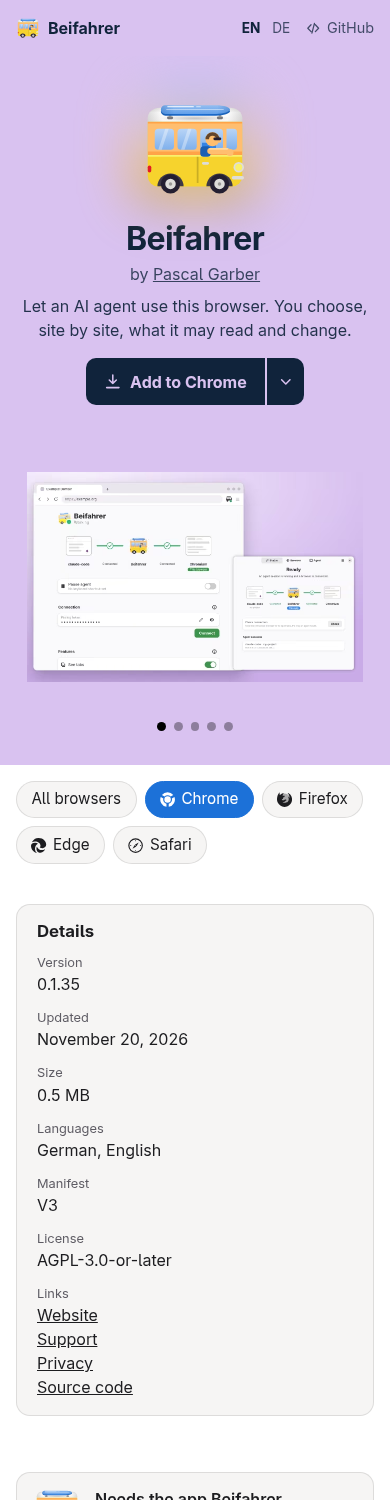 Beifahrer
EN DE GitHub
Beifahrer
by Pascal Garber
Let an AI agent use this browser. You choose,
site by site, what it may read and change.
Add to Chrome
Beifahrer
Ready
Connection
Connect
Features
All browsers
Chrome
Firefox
Edge
Safari
Details
Version
0.1.35
Updated
November 20, 2026
Size
0.5 MB
Languages
German, English
Manifest
V3
License
AGPL-3.0-or-later
Links
Website
Support
Privacy
Source code
Needs the app Beifahrer